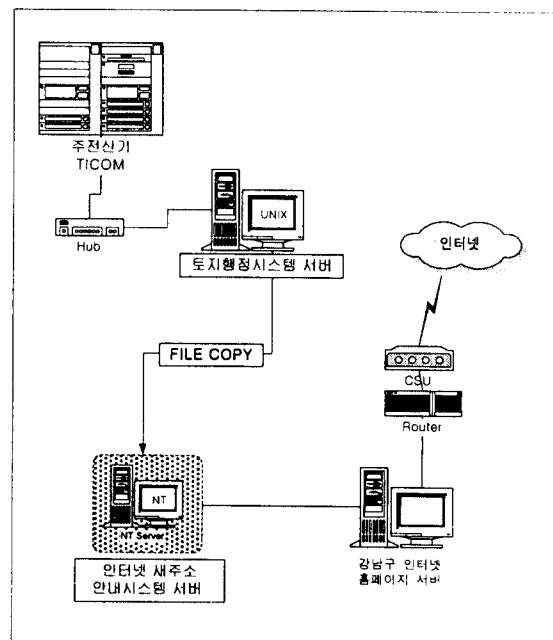 주전산기
TICOM
Hub
UNIX
토지행정시스템 서버
인터넷
FILE COPY
CSU
Router
NT
NT Server
인터넷 새주소
안내시스템 서버
강남구 인터넷
홈페이지 서버